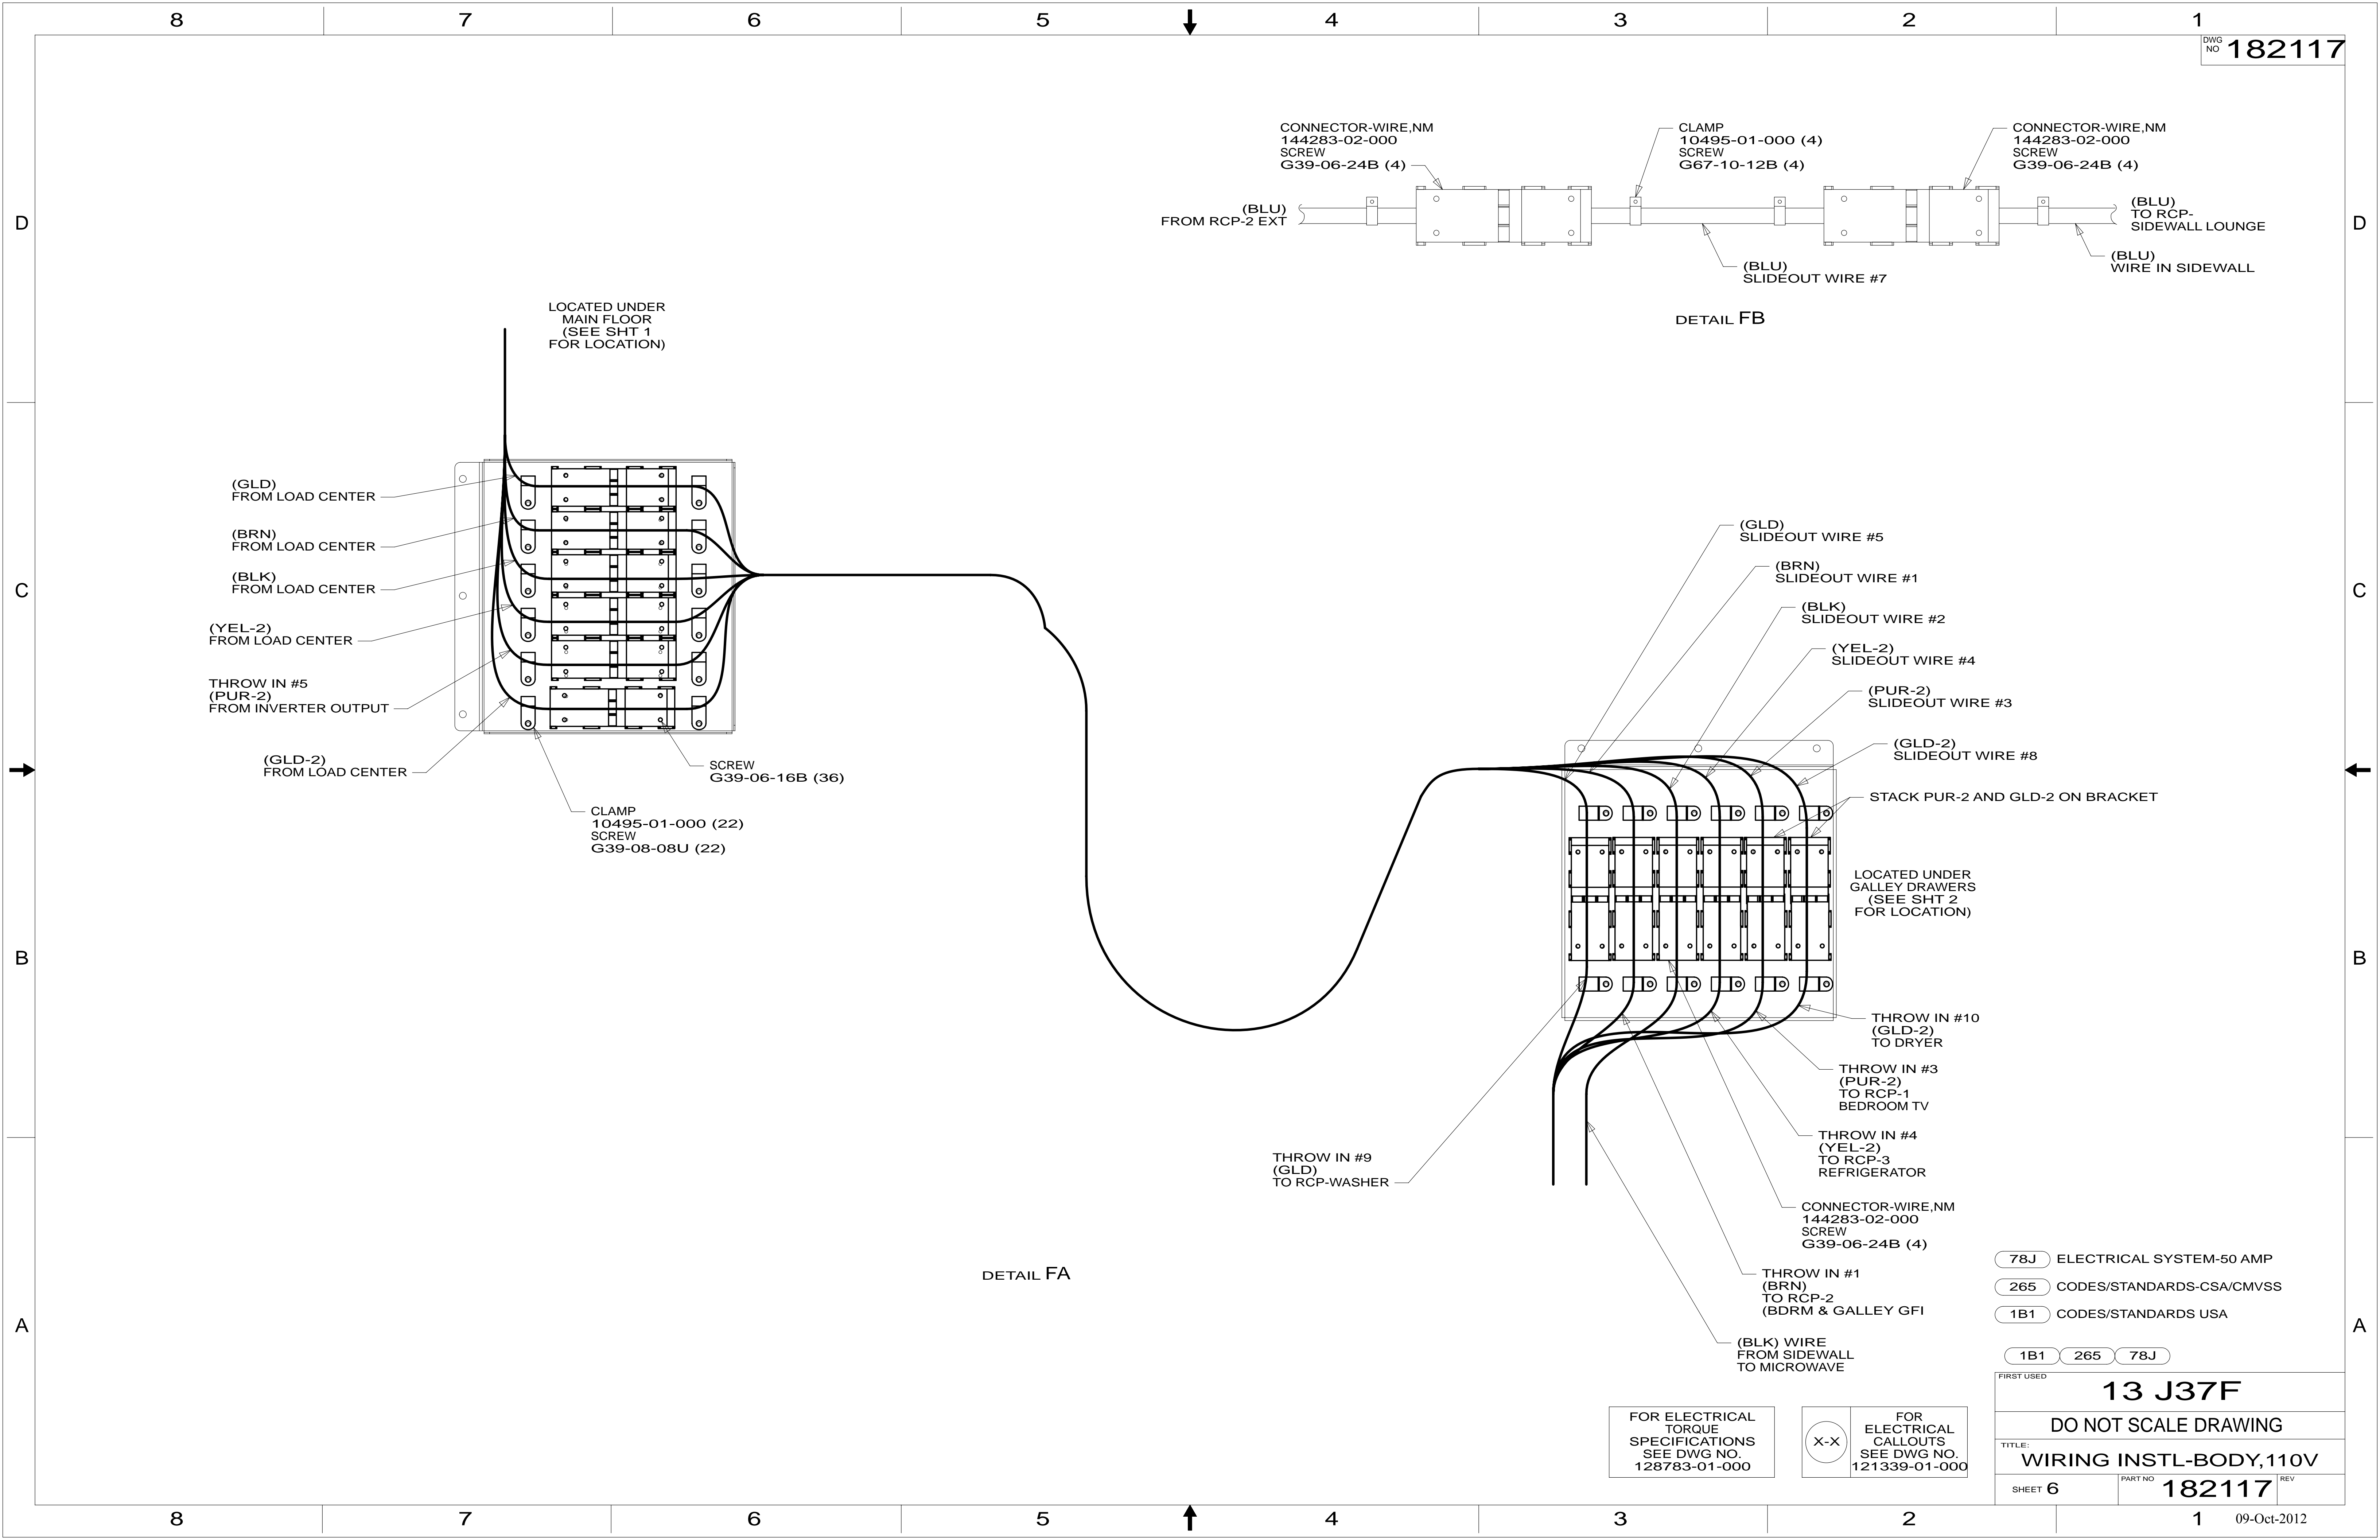 8 7 6 5 4 3 2 1
DWG
NO 182117
CONNECTOR-WIRE,NM
144283-02-000
SCREW
G39-06-24B (4)
CLAMP
10495-01-000 (4)
SCREW
G67-10-12B (4)
CONNECTOR-WIRE,NM
144283-02-000
SCREW
G39-06-24B (4)
(BLU)
FROM RCP-2 EXT
(BLU)
TO RCP-
SIDEWALL LOUNGE
(BLU)
SLIDEOUT WIRE #7
(BLU)
WIRE IN SIDEWALL
DETAIL FB
D D
LOCATED UNDER
MAIN FLOOR
(SEE SHT 1
FOR LOCATION)
(GLD)
FROM LOAD CENTER
(BRN)
FROM LOAD CENTER
(BLK)
FROM LOAD CENTER
(YEL-2)
FROM LOAD CENTER
THROW IN #5
(PUR-2)
FROM INVERTER OUTPUT
(GLD-2)
FROM LOAD CENTER
SCREW
G39-06-16B (36)
CLAMP
10495-01-000 (22)
SCREW
G39-08-08U (22)
C C
(GLD)
SLIDEOUT WIRE #5
(BRN)
SLIDEOUT WIRE #1
(BLK)
SLIDEOUT WIRE #2
(YEL-2)
SLIDEOUT WIRE #4
(PUR-2)
SLIDEOUT WIRE #3
(GLD-2)
SLIDEOUT WIRE #8
STACK PUR-2 AND GLD-2 ON BRACKET
LOCATED UNDER
GALLEY DRAWERS
(SEE SHT 2
FOR LOCATION)
B B
THROW IN #10
(GLD-2)
TO DRYER
THROW IN #3
(PUR-2)
TO RCP-1
BEDROOM TV
THROW IN #4
(YEL-2)
TO RCP-3
REFRIGERATOR
THROW IN #9
(GLD)
TO RCP-WASHER
CONNECTOR-WIRE,NM
144283-02-000
SCREW
G39-06-24B (4)
THROW IN #1
(BRN)
TO RCP-2
(BDRM & GALLEY GFI
(BLK) WIRE
FROM SIDEWALL
TO MICROWAVE
DETAIL FA
A A
78J ELECTRICAL SYSTEM-50 AMP
265 CODES/STANDARDS-CSA/CMVSS
1B1 CODES/STANDARDS USA
1B1 265 78J
FOR ELECTRICAL
TORQUE
SPECIFICATIONS
SEE DWG NO.
128783-01-000
X-X
FOR
ELECTRICAL
CALLOUTS
SEE DWG NO.
121339-01-000
FIRST USED
13 J37F
DO NOT SCALE DRAWING
TITLE:
WIRING INSTL-BODY,110V
SHEET 6
PART NO 182117
REV
8 7 6 5 4 3 2 1
09-Oct-2012